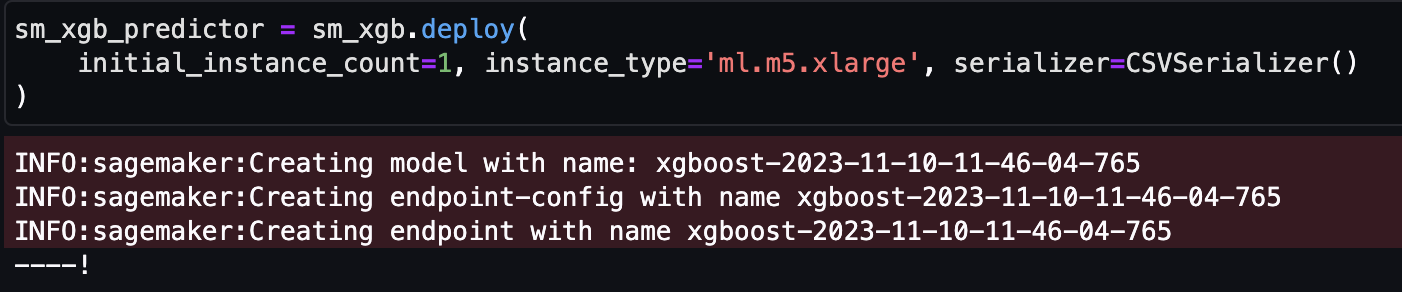 sm_xgb_predictor = sm_xgb.deploy(
    initial_instance_count=1, instance_type='ml.m5.xlarge', serializer=CSVSerializer()
)
INFO:sagemaker:Creating model with name: xgboost-2023-11-10-11-46-04-765
INFO:sagemaker:Creating endpoint-config with name xgboost-2023-11-10-11-46-04-765
INFO:sagemaker:Creating endpoint with name xgboost-2023-11-10-11-46-04-765
----!